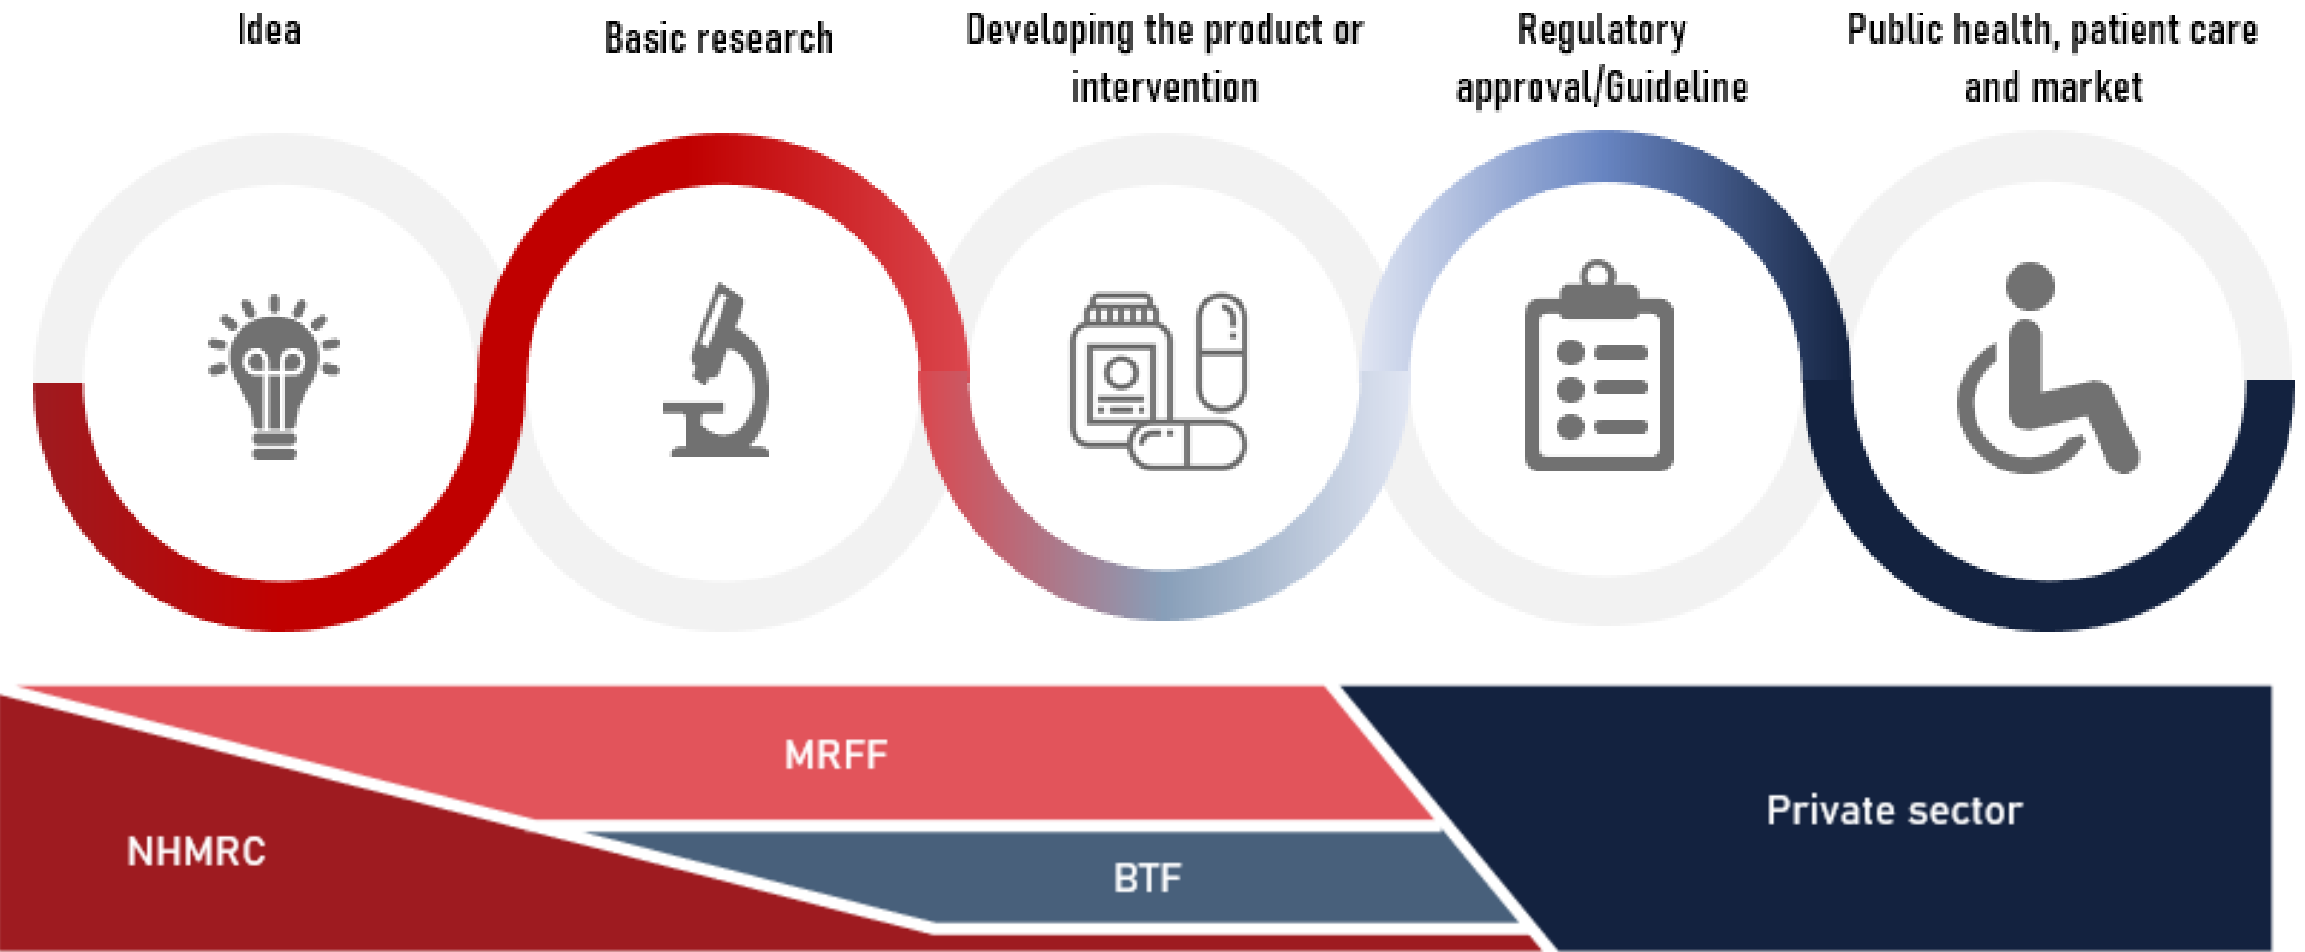 Idea
Basic research
Developing the product or
intervention
Regulatory
approval/Guideline
Public health, patient care
and market
MRFF
NHMRC
BTF
Private sector